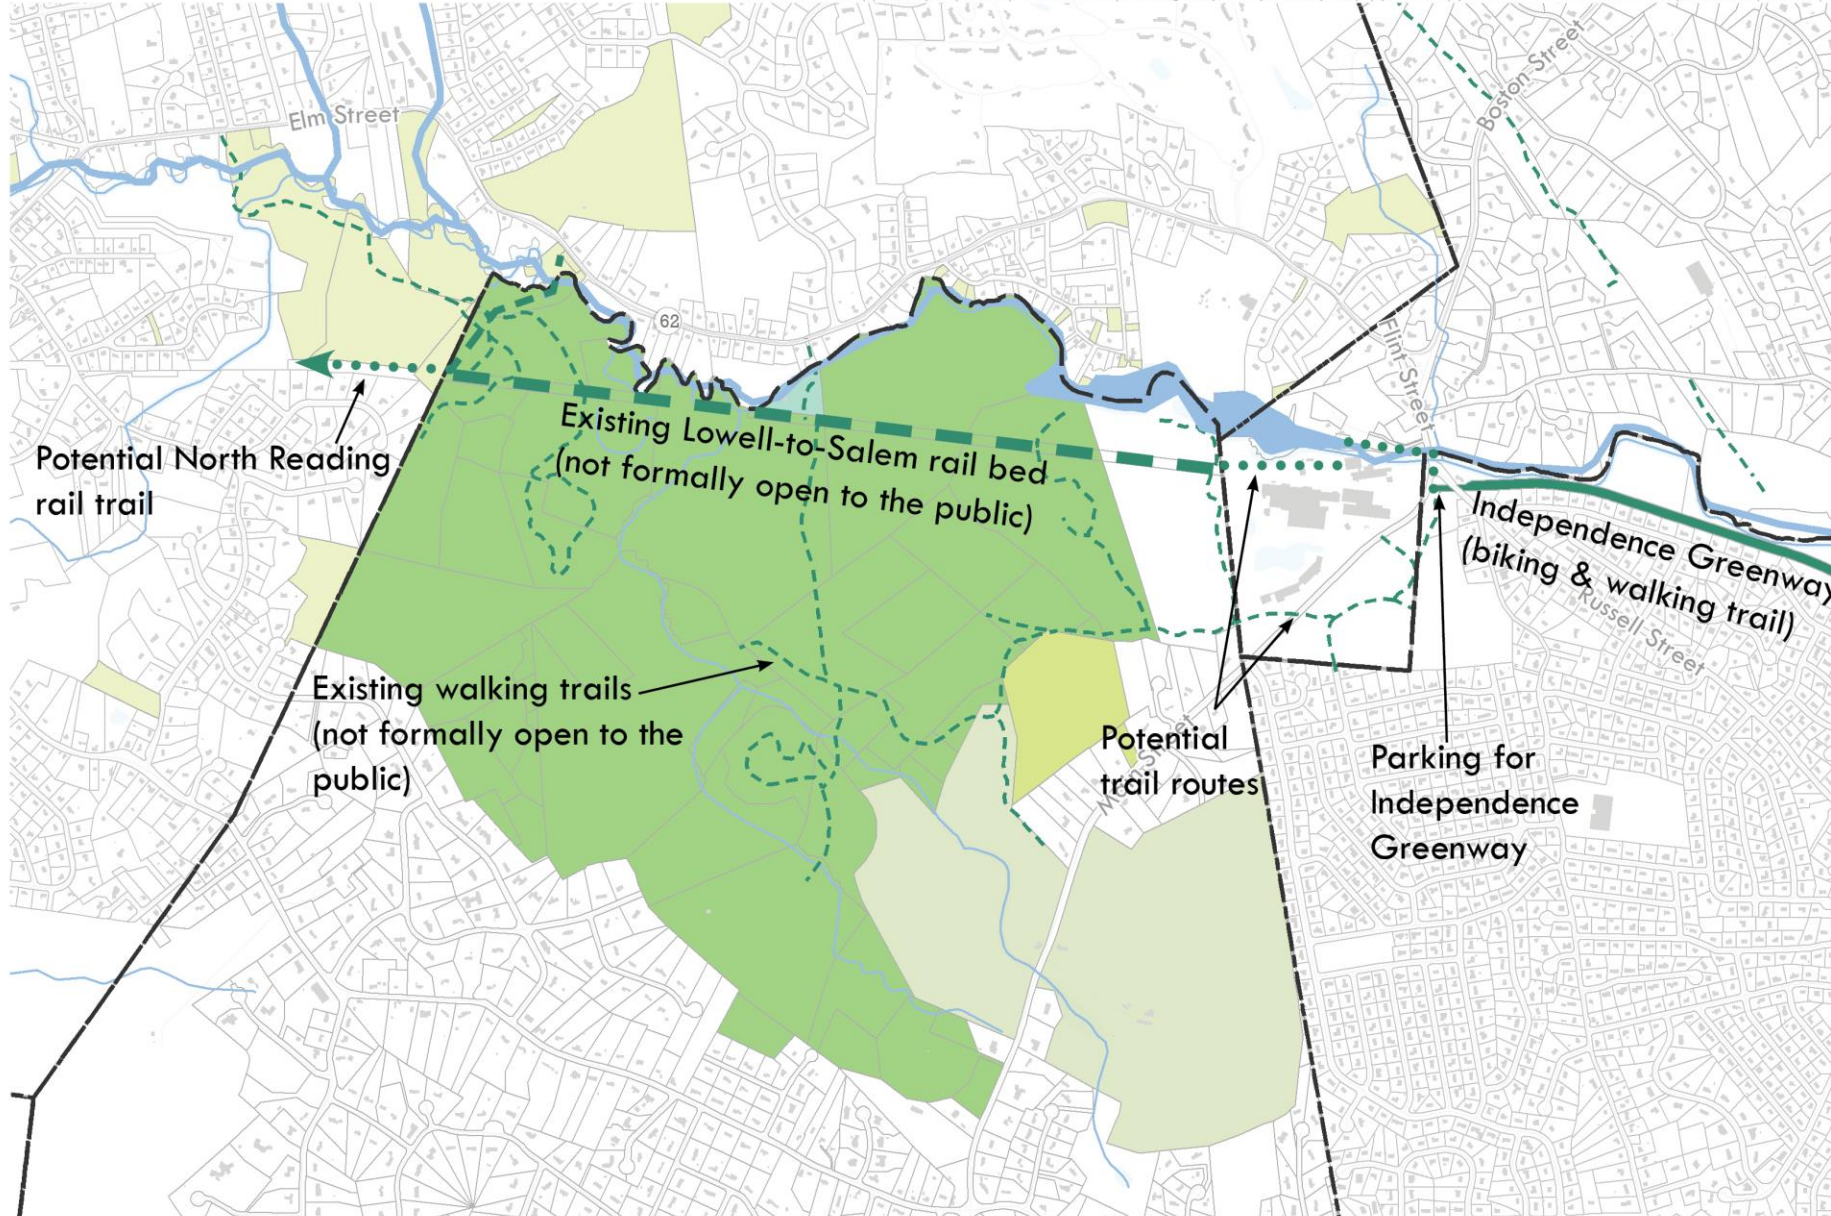 Elm Street
Boston Street
62
Flint Street
Potential North Reading
rail trail
Existing Lowell-to-Salem rail bed
(not formally open to the public)
Independence Greenway
(biking & walking trail)
Russell Street
Existing walking trails
(not formally open to the
public)
Main Street
Potential
trail routes
Parking for
Independence
Greenway